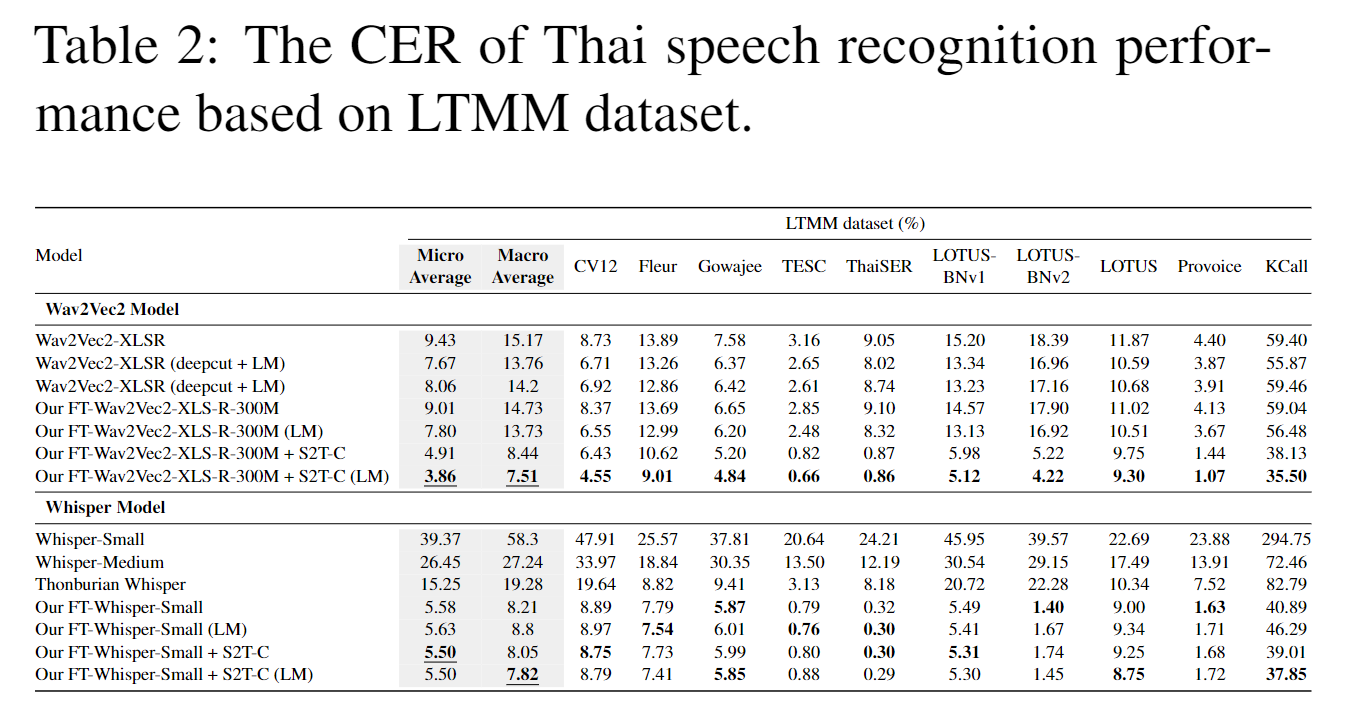 Table 2: The CER of Thai speech recognition perfor-
mance based on LTMM dataset.
LTMM dataset (%)
Model Micro Average Macro Average CV12 Fleur Gowajee TESC ThaiSER LOTUS-BNv1 LOTUS-BNv2 LOTUS Provoice KCall
Wav2Vec2 Model
Wav2Vec2-XLSR 9.43 15.17 8.73 13.89 7.58 3.16 9.05 15.20 18.39 11.87 4.40 59.40
Wav2Vec2-XLSR (deepcut + LM) 7.67 13.76 6.71 13.26 6.37 2.65 8.02 13.34 16.96 10.59 3.87 55.87
Wav2Vec2-XLSR (deepcut + LM) 8.06 14.2 6.92 12.86 6.42 2.61 8.74 13.23 17.16 10.68 3.91 59.46
Our FT-Wav2Vec2-XLS-R-300M 9.01 14.73 8.37 13.69 6.65 2.85 9.10 14.57 17.90 11.02 4.13 59.04
Our FT-Wav2Vec2-XLS-R-300M (LM) 7.80 13.73 6.55 12.99 6.20 2.48 8.32 13.13 16.92 10.51 3.67 56.48
Our FT-Wav2Vec2-XLS-R-300M + S2T-C 4.91 8.44 6.43 10.62 5.20 0.82 0.87 5.98 5.22 9.75 1.44 38.13
Our FT-Wav2Vec2-XLS-R-300M + S2T-C (LM) 3.86 7.51 4.55 9.01 4.84 0.66 0.86 5.12 4.22 9.30 1.07 35.50
Whisper Model
Whisper-Small 39.37 58.3 47.91 25.57 37.81 20.64 24.21 45.95 39.57 22.69 23.88 294.75
Whisper-Medium 26.45 27.24 33.97 18.84 30.35 13.50 12.19 30.54 29.15 17.49 13.91 72.46
Thonburian Whisper 15.25 19.28 19.64 8.82 9.41 3.13 8.18 20.72 22.28 10.34 7.52 82.79
Our FT-Whisper-Small 5.58 8.21 8.89 7.79 5.87 0.79 0.32 5.49 1.40 9.00 1.63 40.89
Our FT-Whisper-Small (LM) 5.63 8.8 8.97 7.54 6.01 0.76 0.30 5.41 1.67 9.34 1.71 46.29
Our FT-Whisper-Small + S2T-C 5.50 8.05 8.75 7.73 5.99 0.80 0.30 5.31 1.74 9.25 1.68 39.01
Our FT-Whisper-Small + S2T-C (LM) 5.50 7.82 8.79 7.41 5.85 0.88 0.29 5.30 1.45 8.75 1.72 37.85